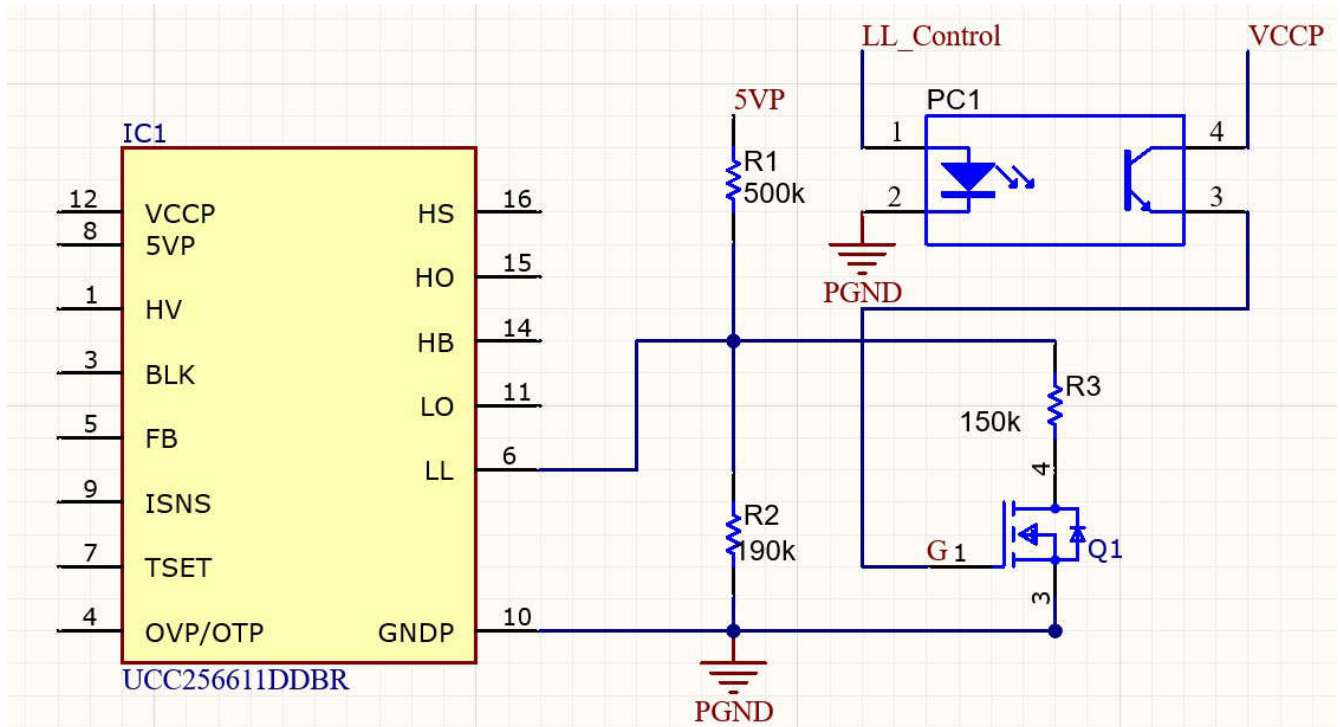 LL_Control
VCCP
5VP
PC1
IC1
1
4
R1
500k
2
3
12
VCCP
HS
16
8
5VP
HO
15
PGND
1
HV
HB
14
3
BLK
LO
11
R3
150k
5
FB
LL
6
4
9
ISNS
R2
190k
7
TSET
G 1
Q1
3
4
OVP/OTP
GNDP
10
UCC256611DDBR
PGND